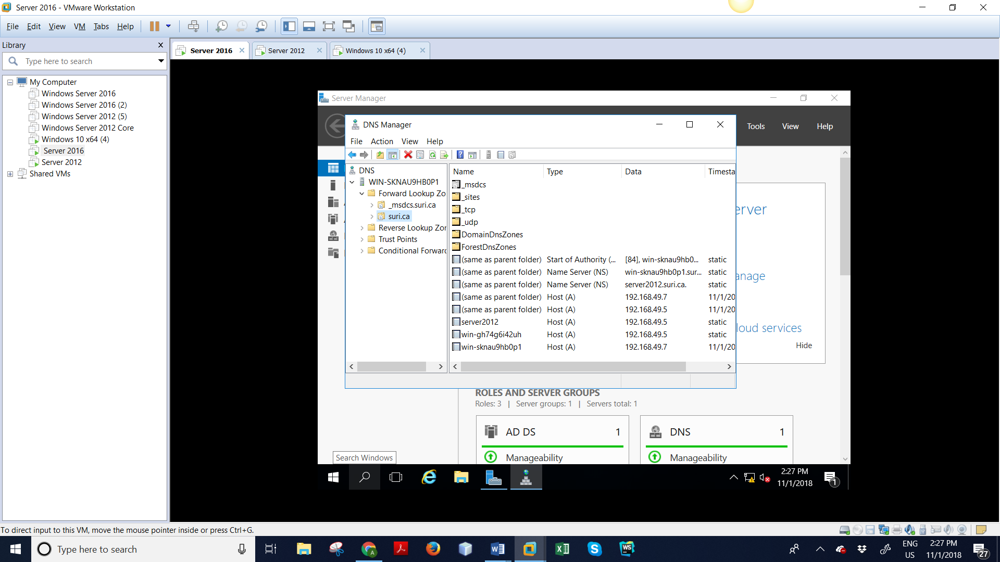 Server 2016 - VMware Workstation
File Edit View VM Tabs Help
Library
Type here to search
My Computer
Windows Server 2016
Windows Server 2016 (2)
Windows Server 2012 (5)
Windows Server 2012 Core
Windows 10 x64 (4)
Server 2016
Server 2012
Shared VMs
Server 2016 Server 2012 Windows 10 x64 (4)
Server Manager
Tools View Help
DNS Manager
File Action View Help
DNS
WIN-SKNAU9HB0P1
Forward Lookup Zo
_msdcs.suri.ca
suri.ca
Reverse Lookup Zor
Trust Points
Conditional Forward
Name Type Data Timesta
_msdcs
_sites
_tcp
_udp
DomainDnsZones
ForestDnsZones
(same as parent folder) Start of Authority (... [84], win-sknau9hb0... static
(same as parent folder) Name Server (NS) win-sknau9hb0p1.sur... static
(same as parent folder) Name Server (NS) server2012.suri.ca. static
(same as parent folder) Host (A) 192.168.49.7 11/1/20
(same as parent folder) Host (A) 192.168.49.5 11/1/20
server2012 Host (A) 192.168.49.5 static
win-gh74g6i42uh Host (A) 192.168.49.5 static
win-sknau9hb0p1 Host (A) 192.168.49.7 11/1/20
erver
anage
loud services
Hide
ROLES AND SERVER GROUPS
Roles: 3 | Server groups: 1 | Servers total: 1
AD DS 1
Manageability
DNS 1
Manageability
Search Windows
2:27 PM
11/1/2018
1
To direct input to this VM, move the mouse pointer inside or press Ctrl+G.
Type here to search
A
WS
ENG
US
2:27 PM
11/1/2018
27